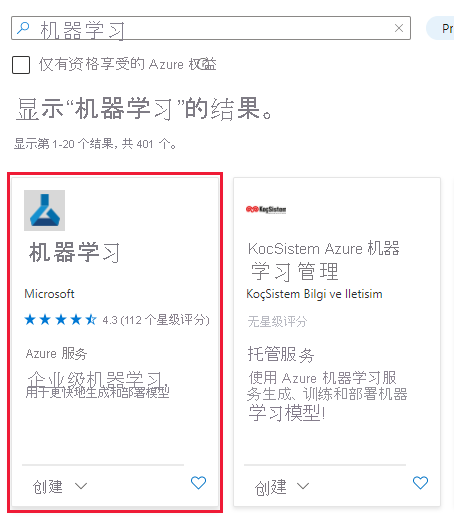 机器学习
Pr
仅有资格享受的 Azure 权益
显示“机器学习”的结果。
显示第 1-20 个结果, 共 401 个。
机器学习
Microsoft
4.3 (112 个星级评分)
Azure 服务
企业级机器学习,
用于更快地生成和部署模型
创建
KoçSistem
KocSistem Azure 机器
学习管理
KoçSistem Bilgi ve Iletisim
无星级评分
托管服务
使用 Azure 机器学习服
务生成、训练和部署机器
学习模型!
创建